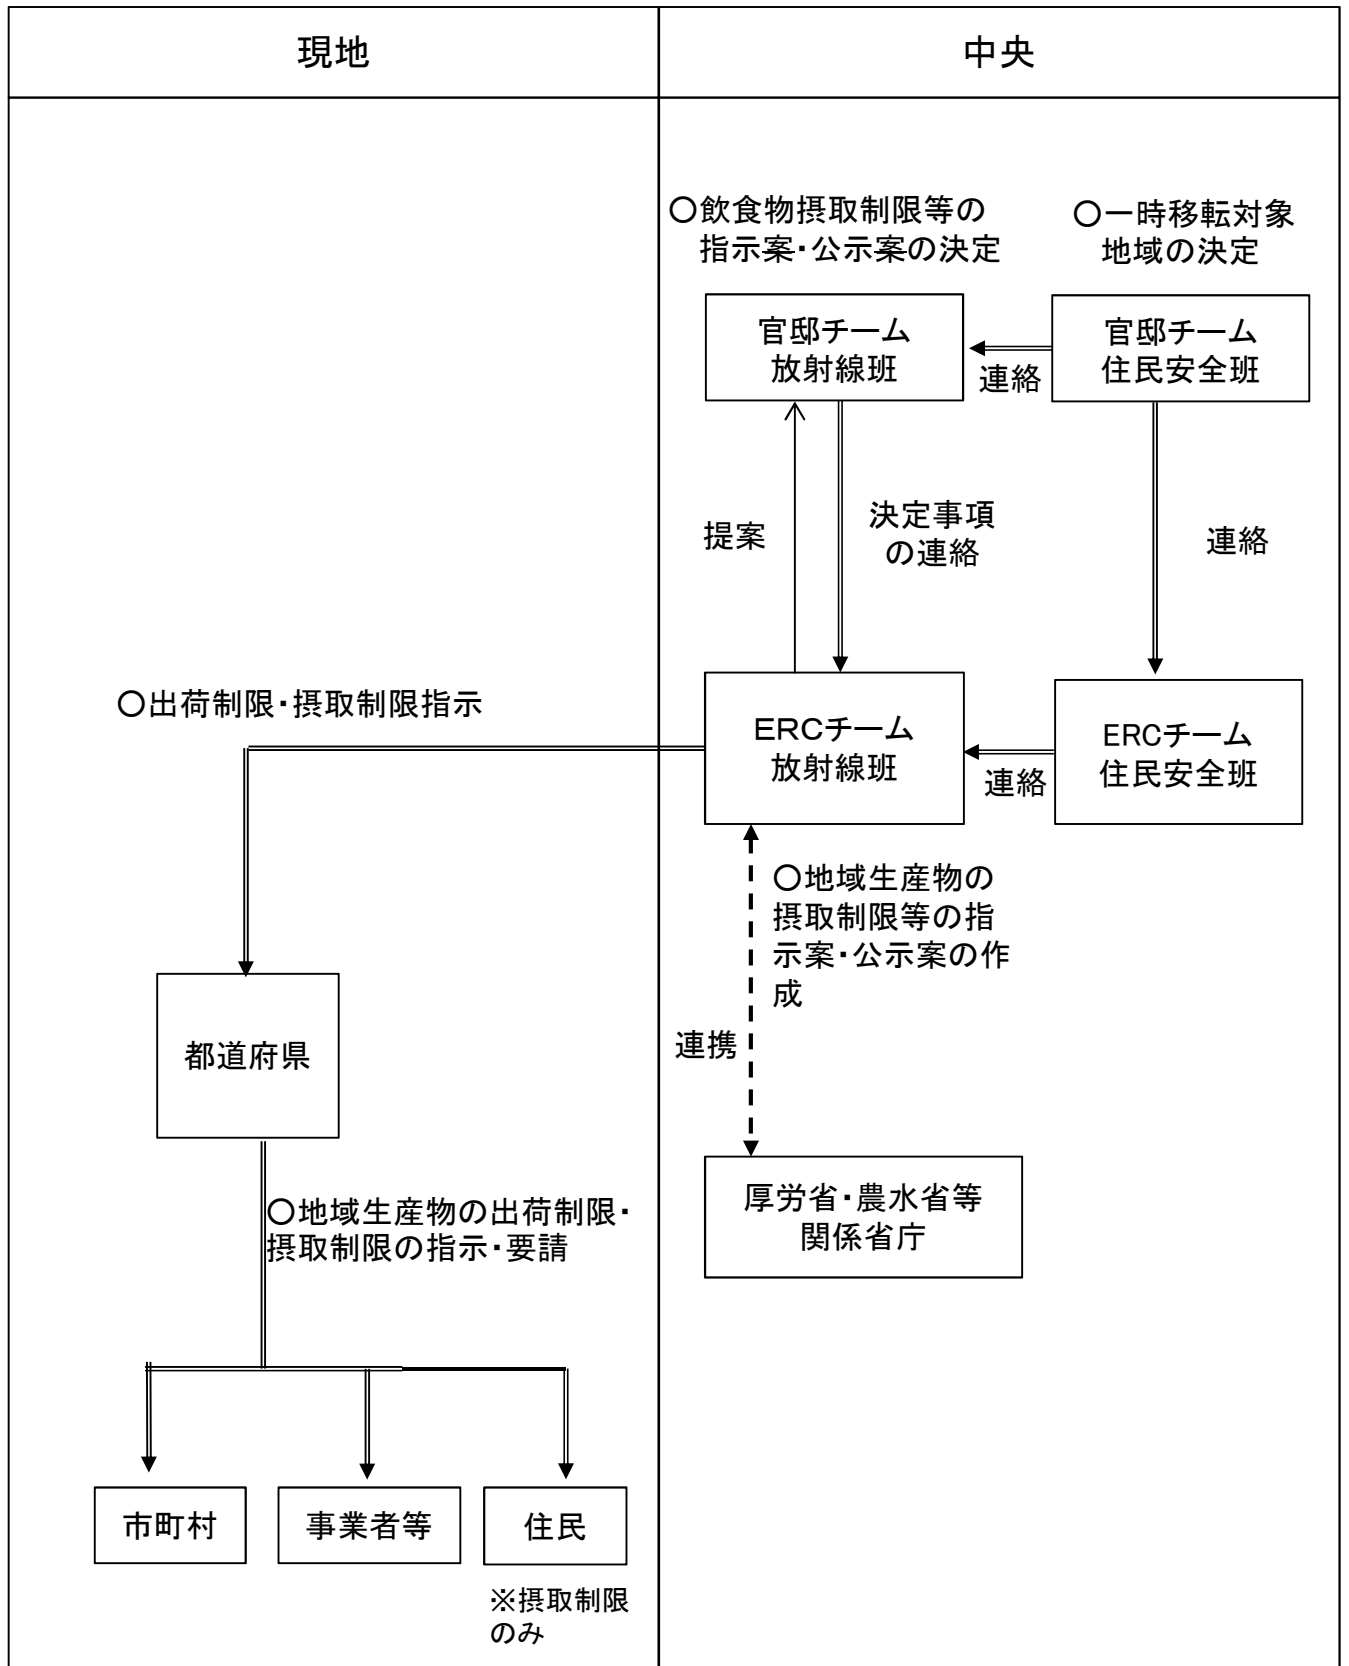 現地
中央
〇飲食物摂取制限等の
指示案・公示案の決定
〇一時移転対象
地域の決定
官邸チーム
放射線班
連絡
官邸チーム
住民安全班
提案
決定事項
の連絡
連絡
〇出荷制限・摂取制限指示
ERCチーム
放射線班
連絡
ERCチーム
住民安全班
〇地域生産物の
摂取制限等の指
示案・公示案の作
成
連携
都道府県
厚労省・農水省等
関係省庁
〇地域生産物の出荷制限・
摂取制限の指示・要請
市町村
事業者等
住民
※摂取制限
のみ